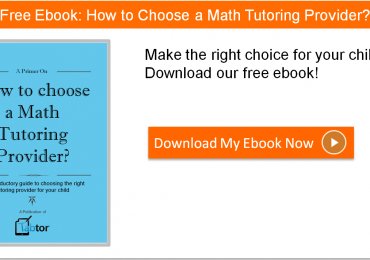 Free Ebook: How to Choose a Math Tutoring Provider?
Make the right choice for your chil
Download our free ebook!
Download My Ebook Now
A Primer On
ow to choose
a Math
Tutoring
Provider?
ductory guide to choosing the right
toring provider for your child
A Publication of
tabtor